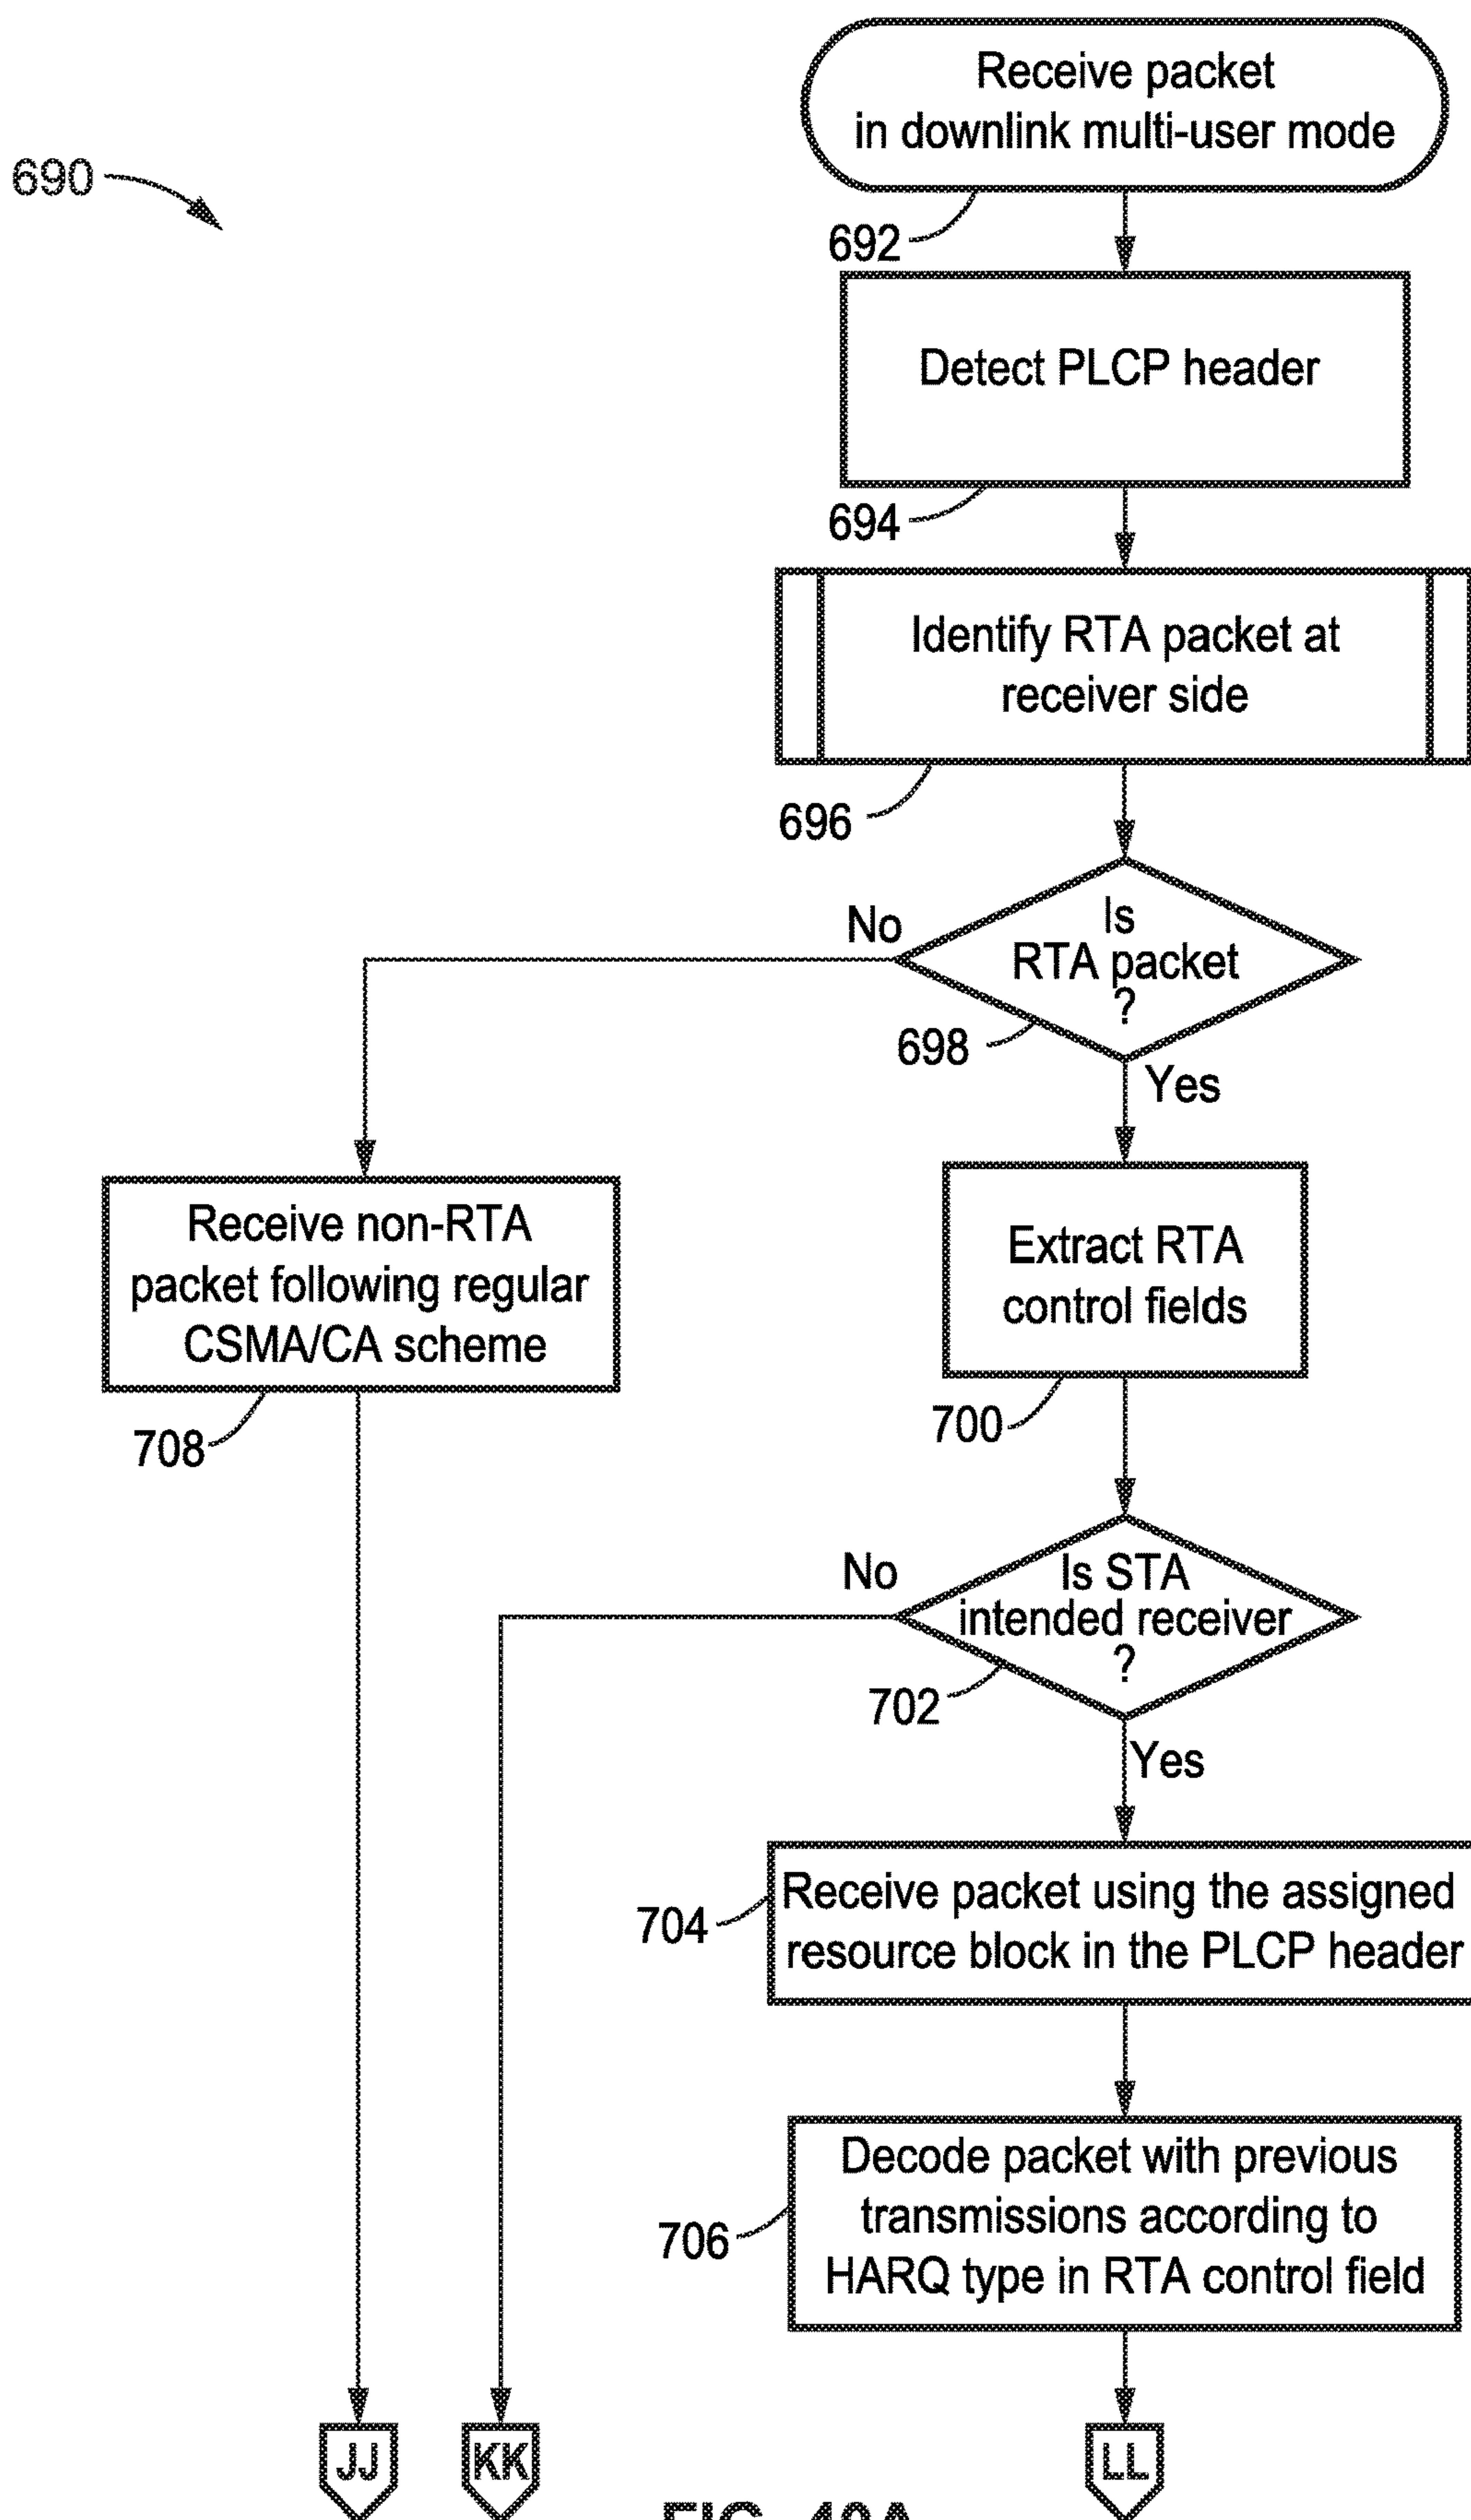 Receive packet
in downlink multi-user mode
690
692
Detect PLCP header
694
Identify RTA packet at
receiver side
696
Is
RTA packet
?
No
698
Yes
Receive non-RTA
packet following regular
CSMA/CA scheme
708
Extract RTA
control fields
700
Is STA
intended receiver
?
No
702
Yes
Receive packet using the assigned
resource block in the PLCP header
704
Decode packet with previous
transmissions according to
HARQ type in RTA control field
706
JJ
KK
LL